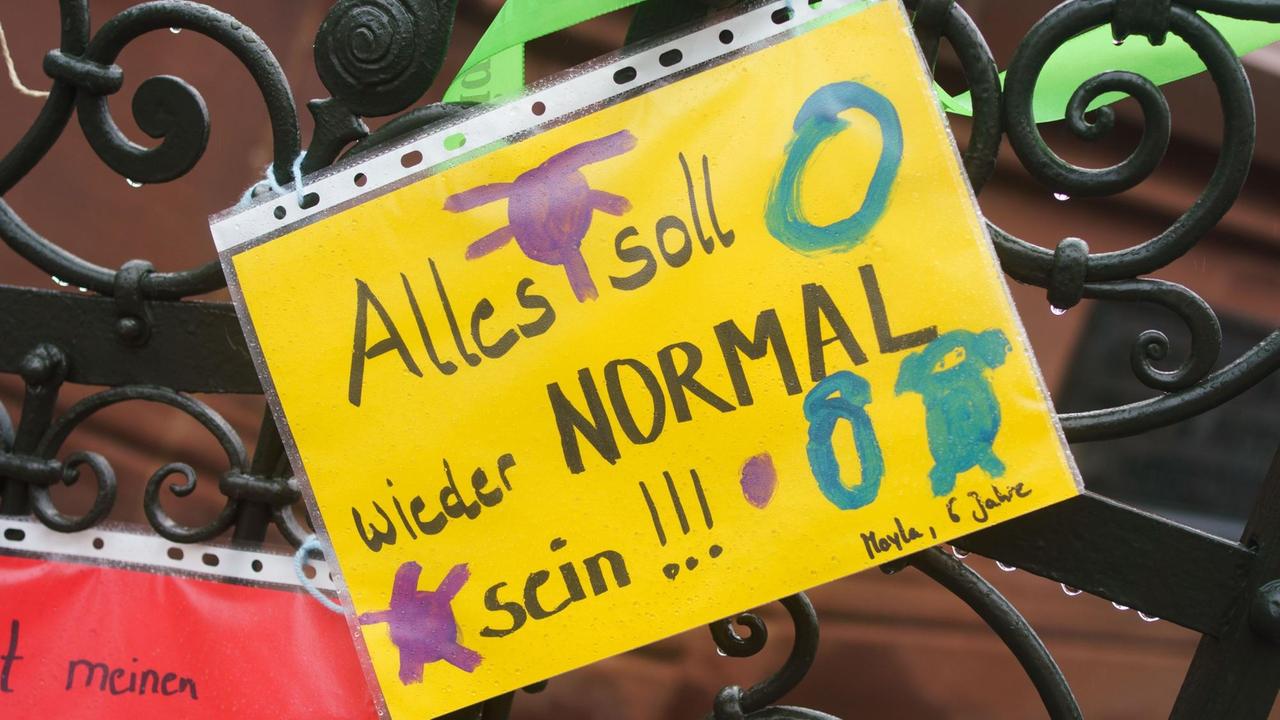 Alles soll
wieder NORMAL
sein !!!
Mayla, 6 Jahre
t meinen